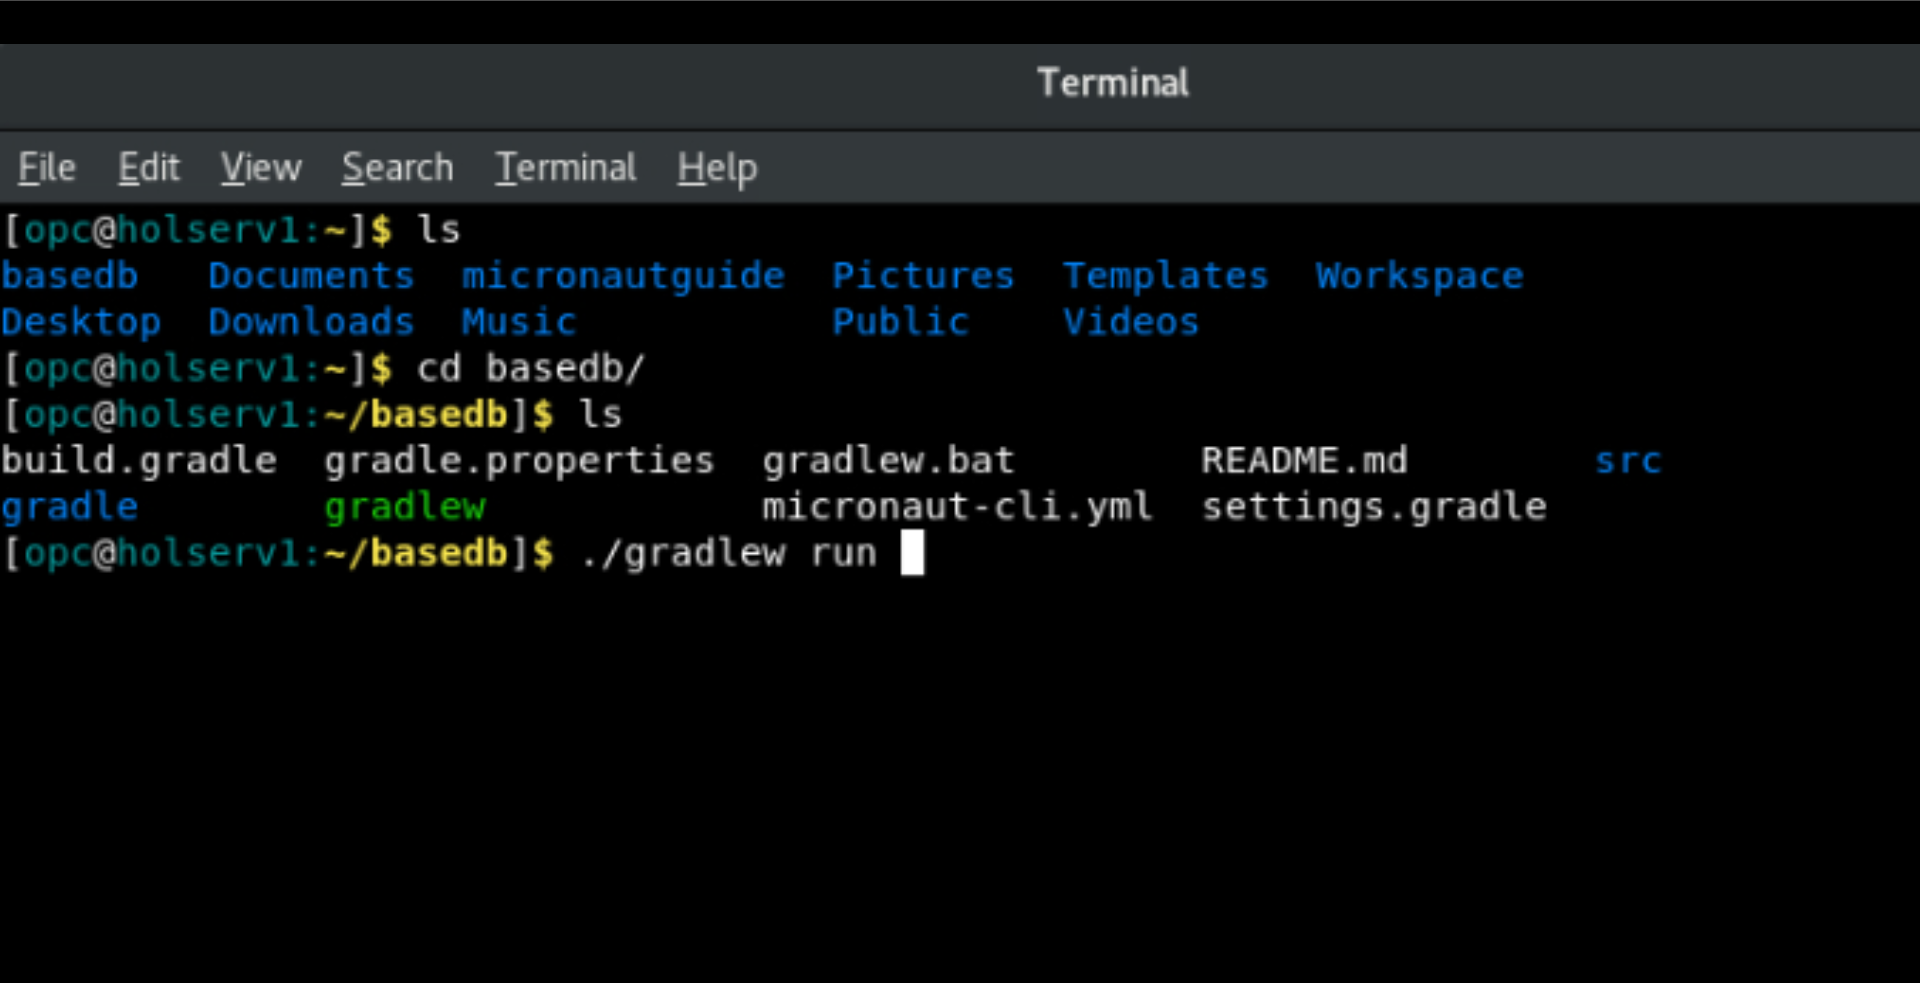 Terminal
File Edit View Search Terminal Help
[opc@holserv1:~]$ ls
basedb Documents micronautguide Pictures Templates Workspace
Desktop Downloads Music Public Videos
[opc@holserv1:~]$ cd basedb/
[opc@holserv1:~/basedb]$ ls
build.gradle gradle.properties gradlew.bat README.md src
gradle gradlew micronaut-cli.yml settings.gradle
[opc@holserv1:~/basedb]$ ./gradlew run